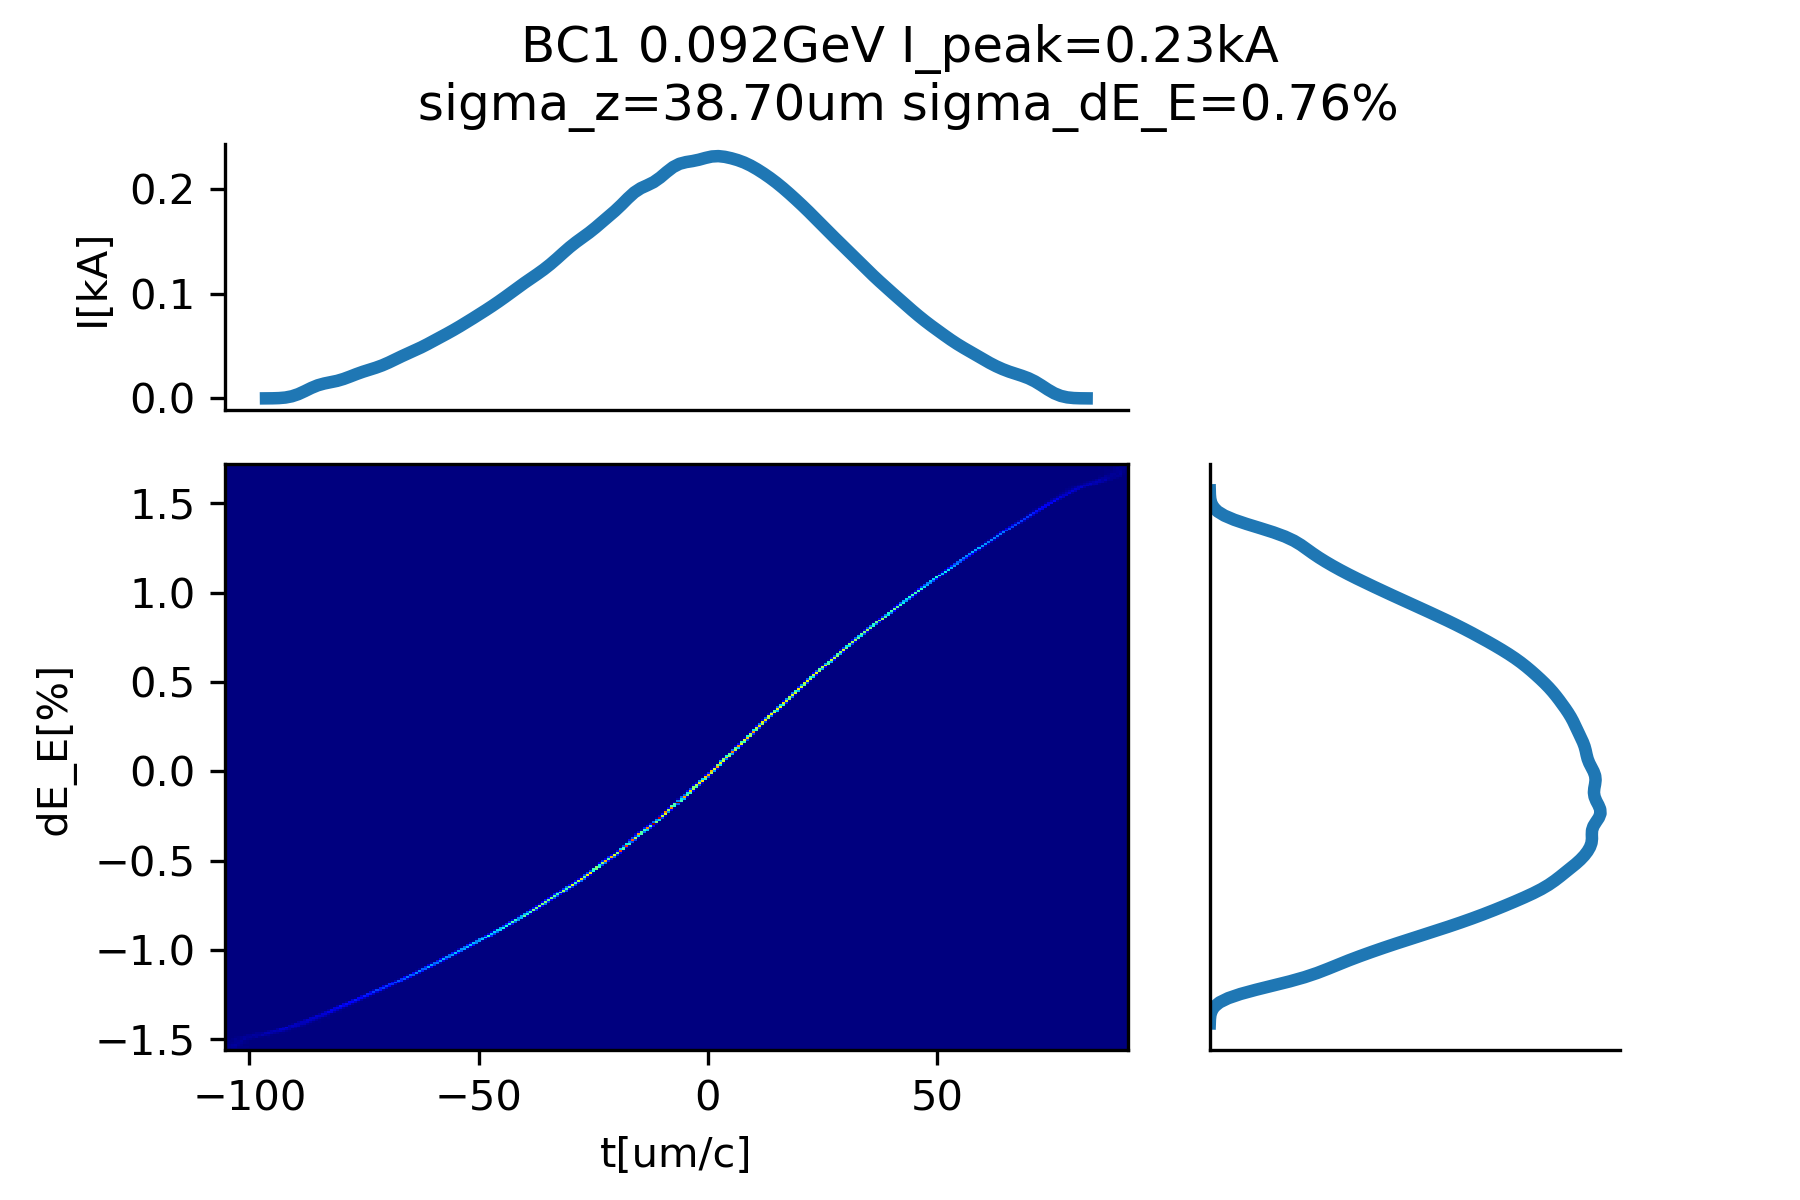 BC1 0.092GeV I_peak=0.23kA
sigma_z=38.70um sigma_dE_E=0.76%
I[kA]
0.2
0.1
0.0
dE_E[%]
1.5
1.0
0.5
0.0
−0.5
−1.0
−1.5
−100 −50 0 50
t[um/c]